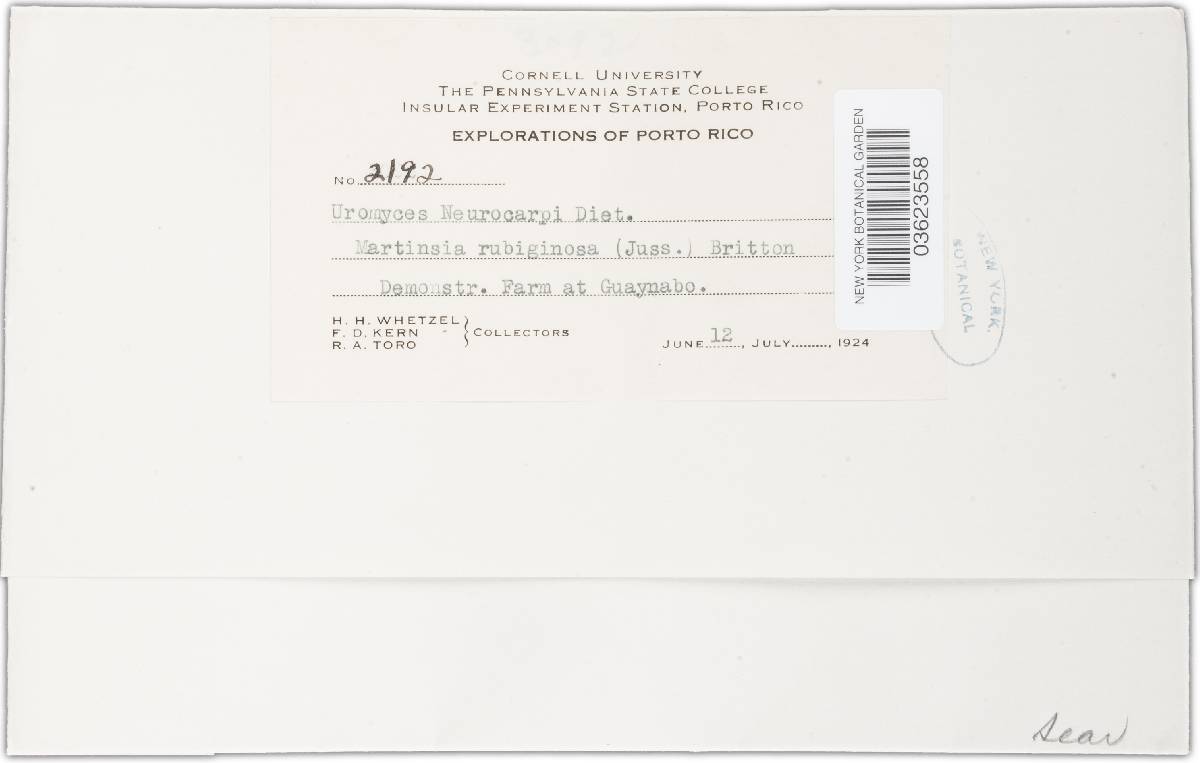 CORNELL UNIVERSITY
THE PENNSYLVANIA STATE COLLEGE
INSULAR EXPERIMENT STATION, PORTO RICO
EXPLORATIONS OF PORTO RICO
NO. 2192
Uromyces Neurocarpi Diet.
Martinsia rubiginosa (Juss.) Britton
Demonstr. Farm at Guaynabo.
H. H. WHETZEL
F. D. KERN
R. A. TORO
} COLLECTORS
JUNE 12, JULY........, 1924
NEW YORK BOTANICAL GARDEN
03623558
NEW YORK
BOTANICAL